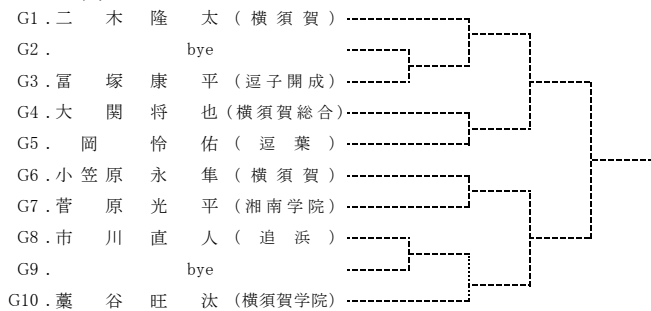 G1．二 木 隆 太（横 須 賀）
G2． bye
G3．冨 塚 康 平（逗子開成）
G4．大 関 将 也（横須賀総合）
G5． 岡 怜 佑（ 逗 葉 ）
G6．小 笠 原 永 隼（横 須 賀）
G7．菅 原 光 平（湘南学院）
G8．市 川 直 人（ 追 浜 ）
G9． bye
G10．藁 谷 旺 汰（横須賀学院）